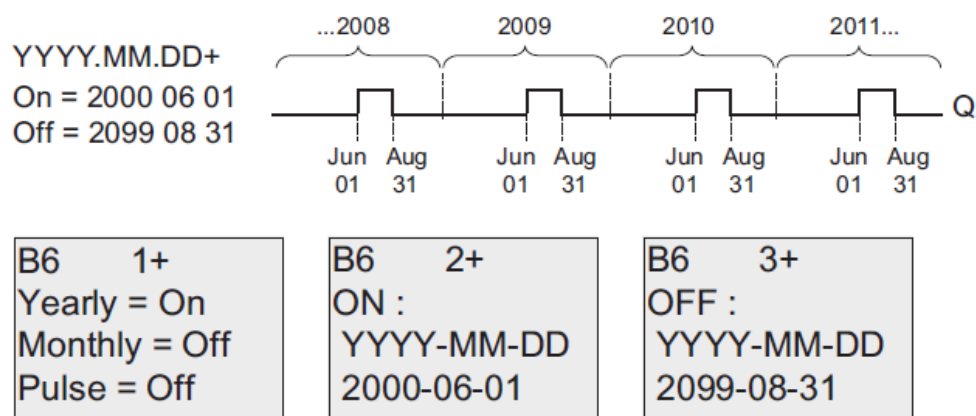 ...2008 2009 2010 2011...
YYYY.MM.DD+
On = 2000 06 01
Off = 2099 08 31
Q
Jun Aug Jun Aug Jun Aug Jun Aug
01 31 01 31 01 31 01 31
B6 1+
Yearly = On
Monthly = Off
Pulse = Off
B6 2+
ON :
YYYY-MM-DD
2000-06-01
B6 3+
OFF :
YYYY-MM-DD
2099-08-31